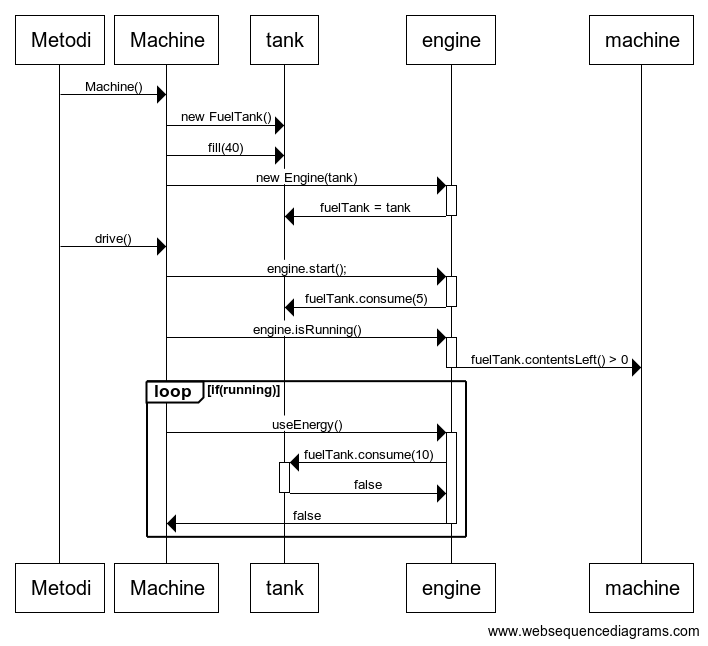 Metodi Machine tank engine machine
Machine()
new FuelTank()
fill(40)
new Engine(tank)
fuelTank = tank
drive()
engine.start();
fuelTank.consume(5)
engine.isRunning()
fuelTank.contentsLeft() > 0
loop [if(running)]
useEnergy()
fuelTank.consume(10)
false
false
Metodi Machine tank engine machine
www.websequencediagrams.com